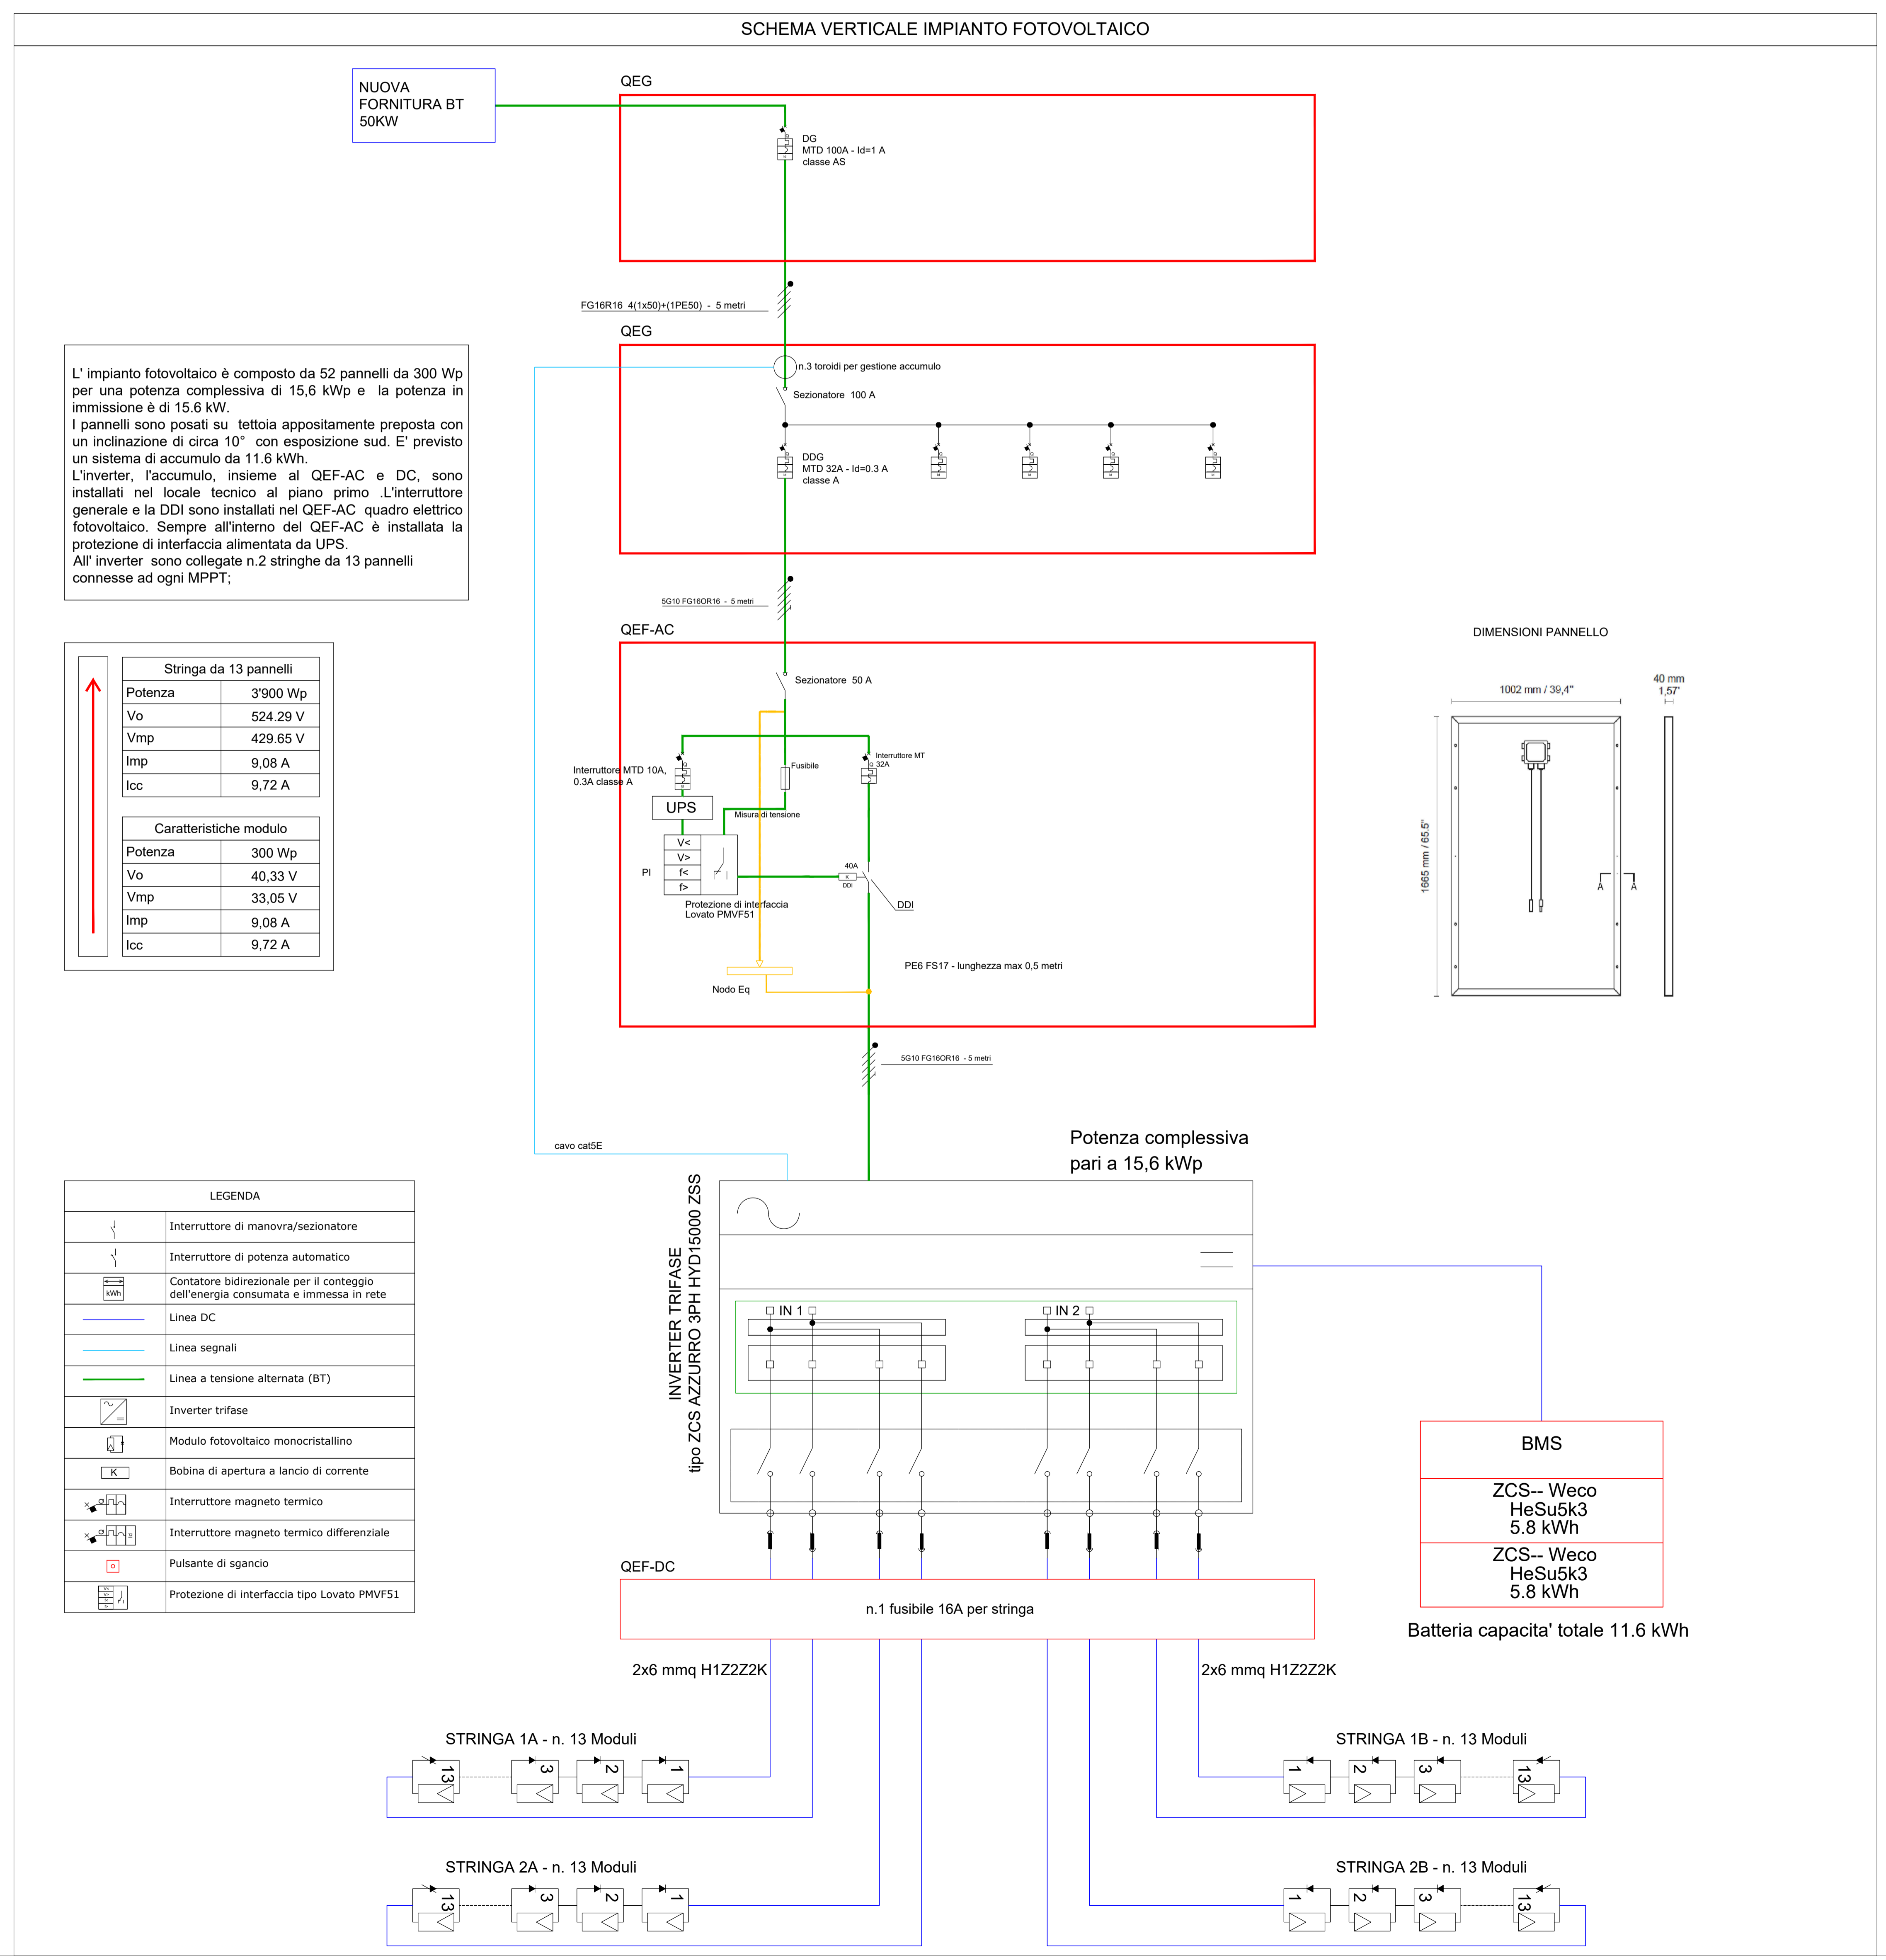 SCHEMA VERTICALE IMPIANTO FOTOVOLTAICO
NUOVA
FORNITURA BT
50KW
QEG
DG
MTD 100A - Id=1 A
classe AS
FG16R16 4(1x50)+(1PE50) - 5 metri
QEG
n.3 toroidi per gestione accumulo
Sezionatore 100 A
DDG
MTD 32A - Id=0.3 A
classe A
L' impianto fotovoltaico è composto da 52 pannelli da 300 Wp
per una potenza complessiva di 15,6 kWp e la potenza in
immissione è di 15.6 kW.
I pannelli sono posati su tettoia appositamente preposta con
un inclinazione di circa 10° con esposizione sud. E' previsto
un sistema di accumulo da 11.6 kWh.
L'inverter, l'accumulo, insieme al QEF-AC e DC, sono
installati nel locale tecnico al piano primo .L'interruttore
generale e la DDI sono installati nel QEF-AC quadro elettrico
fotovoltaico. Sempre all'interno del QEF-AC è installata la
protezione di interfaccia alimentata da UPS.
All' inverter sono collegate n.2 stringhe da 13 pannelli
connesse ad ogni MPPT;
5G10 FG16OR16 - 5 metri
QEF-AC
Sezionatore 50 A
Interruttore MTD 10A,
0.3A classe A
Fusibile
Interruttore MT
32A
UPS
Misura di tensione
V<
V>
f<
f>
PI
Protezione di interfaccia
Lovato PMVF51
40A
K
DDI
DDI
PE6 FS17 - lunghezza max 0,5 metri
Nodo Eq
5G10 FG16OR16 - 5 metri
Stringa da 13 pannelli
Potenza 3'900 Wp
Vo 524.29 V
Vmp 429.65 V
Imp 9,08 A
Icc 9,72 A
Caratteristiche modulo
Potenza 300 Wp
Vo 40,33 V
Vmp 33,05 V
Imp 9,08 A
Icc 9,72 A
DIMENSIONI PANNELLO
1002 mm / 39,4"
40 mm
1,57'
1665 mm / 65.5"
A A
cavo cat5E
Potenza complessiva
pari a 15,6 kWp
INVERTER TRIFASE
tipo ZCS AZZURRO 3PH HYD15000 ZSS
IN 1
IN 2
LEGENDA
Interruttore di manovra/sezionatore
Interruttore di potenza automatico
kWh
Contatore bidirezionale per il conteggio
dell'energia consumata e immessa in rete
Linea DC
Linea segnali
Linea a tensione alternata (BT)
Inverter trifase
Modulo fotovoltaico monocristallino
K
Bobina di apertura a lancio di corrente
Interruttore magneto termico
Interruttore magneto termico differenziale
Pulsante di sgancio
Protezione di interfaccia tipo Lovato PMVF51
BMS
ZCS-- Weco
HeSu5k3
5.8 kWh
ZCS-- Weco
HeSu5k3
5.8 kWh
Batteria capacita' totale 11.6 kWh
QEF-DC
n.1 fusibile 16A per stringa
2x6 mmq H1Z2Z2K
2x6 mmq H1Z2Z2K
STRINGA 1A - n. 13 Moduli
13 3 2 1
STRINGA 1B - n. 13 Moduli
1 2 3 13
STRINGA 2A - n. 13 Moduli
13 3 2 1
STRINGA 2B - n. 13 Moduli
1 2 3 13